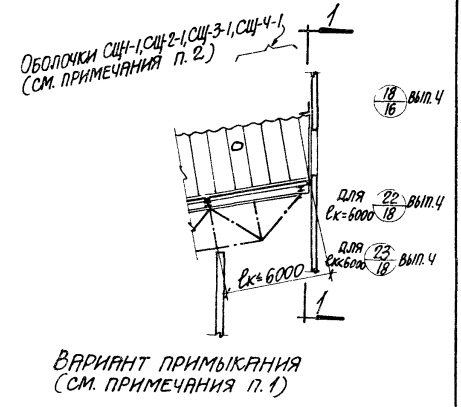 Оболочки СЩ-1-1, СЩ-2-1, СЩ-3-1, СЩ-4-1
(см. примечания п. 2)
1
18
16
вып. 4
для
lк=6000
22
18
вып. 4
для
lк<6000
23
18
вып. 4
lк≤6000
1
Вариант примыкания
(см. примечания п. 1)